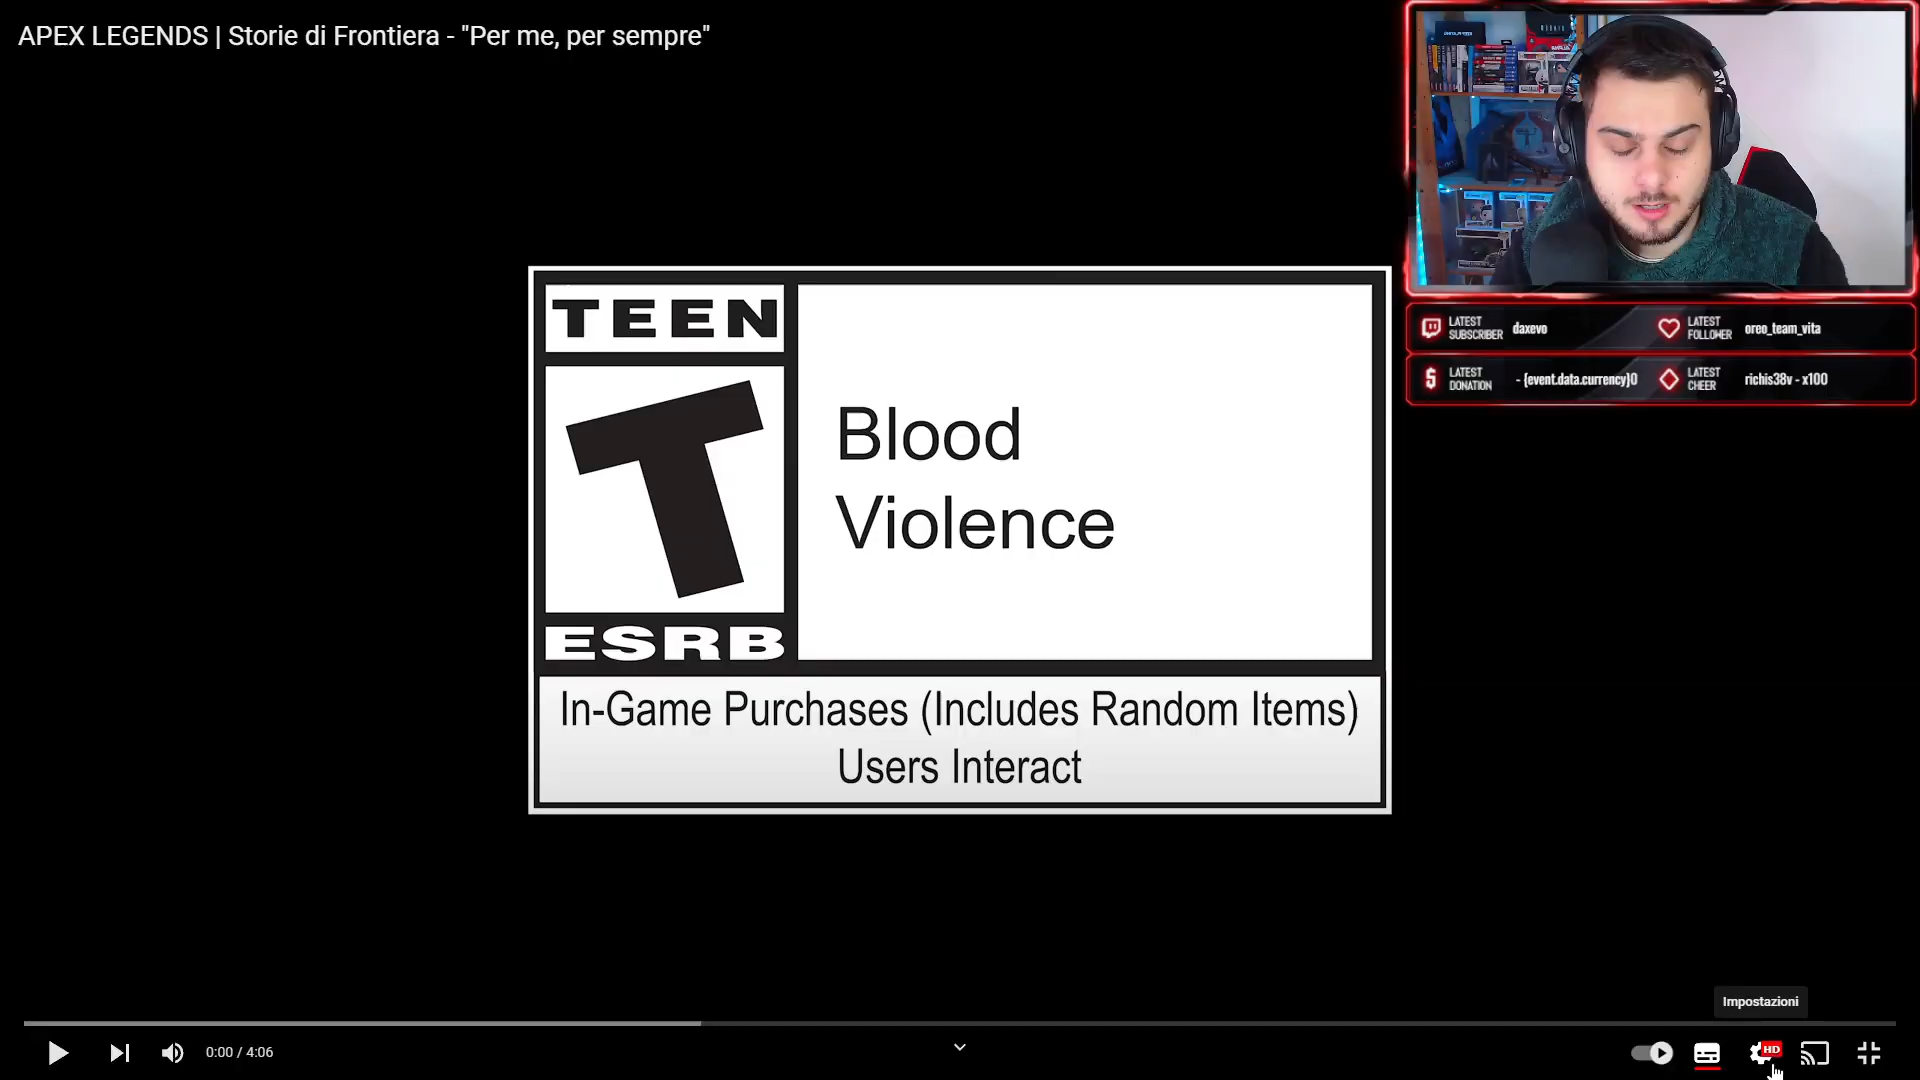 APEX LEGENDS | Storie di Frontiera - "Per me, per sempre"
LATEST SUBSCRIBER daxevo
LATEST FOLLOWER oreo_team_vita
LATEST DONATION - {event.data.currency}0
LATEST CHEER richis38v - x100
TEEN
T
ESRB
Blood
Violence
In-Game Purchases (Includes Random Items)
Users Interact
Impostazioni
0:00 / 4:06
HD